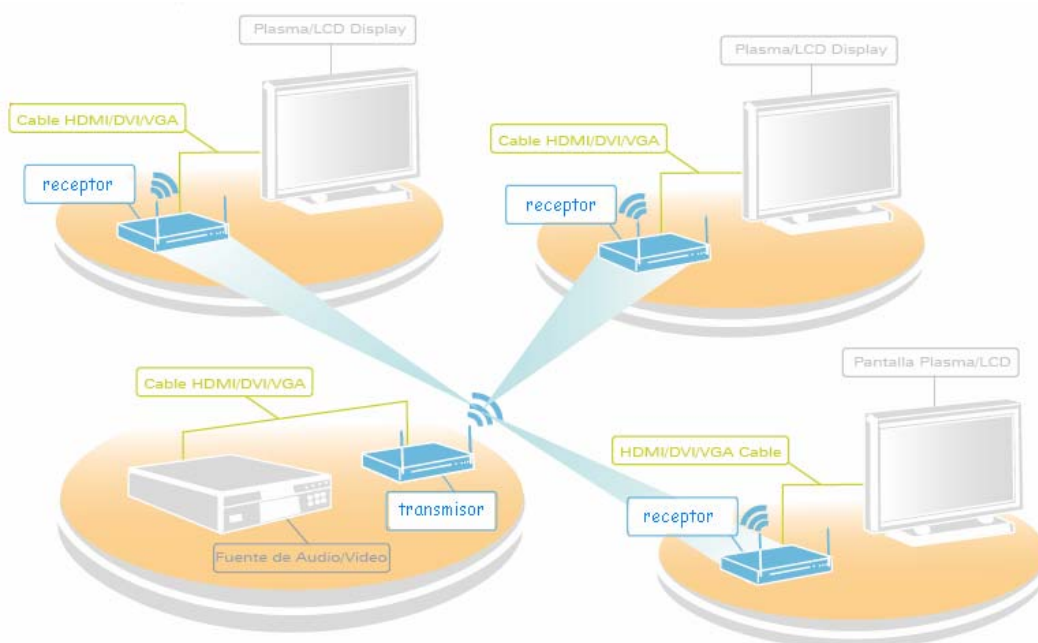 Plasma/LCD Display
Plasma/LCD Display
Cable HDMI/DVI/VGA
Cable HDMI/DVI/VGA
receptor
receptor
Pantalla Plasma/LCD
Cable HDMI/DVI/VGA
HDMI/DVI/VGA Cable
transmisor
receptor
Fuente de Audio/Video